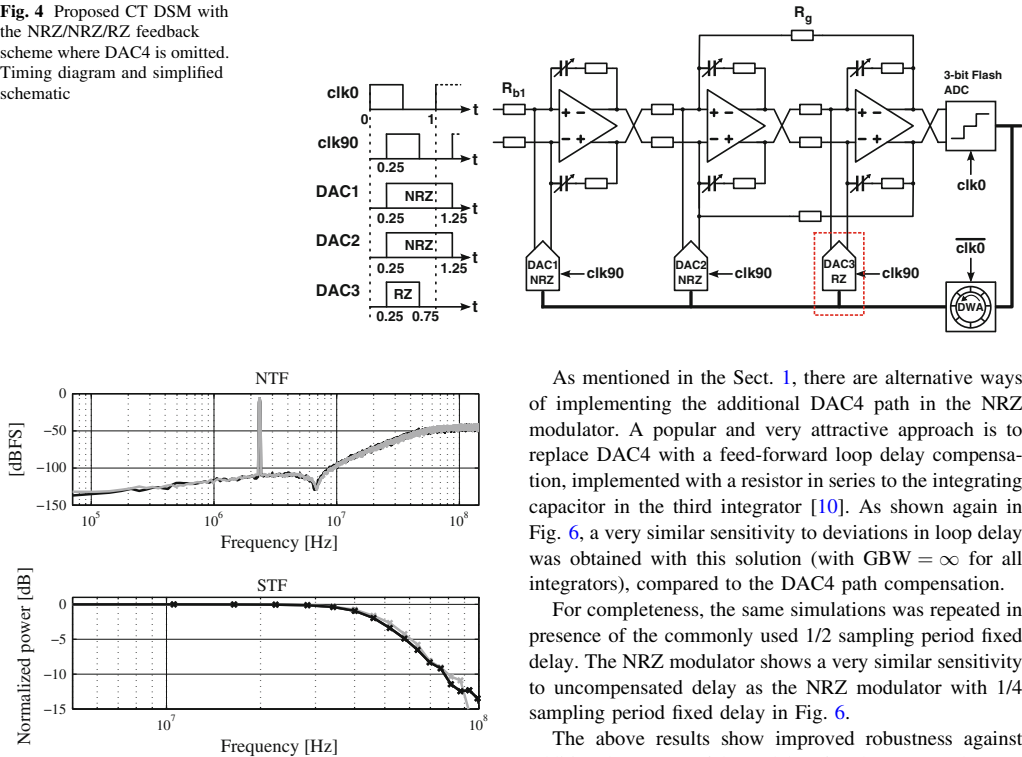 Fig. 4 Proposed CT DSM with
the NRZ/NRZ/RZ feedback
scheme where DAC4 is omitted.
Timing diagram and simplified
schematic
clk0
0
1
t
clk90
0.25
t
DAC1
NRZ
0.25
1.25
t
DAC2
NRZ
0.25
1.25
t
DAC3
RZ
0.25
0.75
t
Rg
Rb1
3-bit Flash
ADC
clk0
clk0
DAC1
NRZ
clk90
DAC2
NRZ
clk90
DAC3
RZ
clk90
DWA
NTF
[dBFS]
0
−50
−100
−150
10^5
10^6
10^7
10^8
Frequency [Hz]
STF
Normalized power [dB]
0
−5
−10
−15
10^7
10^8
Frequency [Hz]
As mentioned in the Sect. 1, there are alternative ways
of implementing the additional DAC4 path in the NRZ
modulator. A popular and very attractive approach is to
replace DAC4 with a feed-forward loop delay compensa-
tion, implemented with a resistor in series to the integrating
capacitor in the third integrator [10]. As shown again in
Fig. 6, a very similar sensitivity to deviations in loop delay
was obtained with this solution (with GBW = ∞ for all
integrators), compared to the DAC4 path compensation.
For completeness, the same simulations was repeated in
presence of the commonly used 1/2 sampling period fixed
delay. The NRZ modulator shows a very similar sensitivity
to uncompensated delay as the NRZ modulator with 1/4
sampling period fixed delay in Fig. 6.
The above results show improved robustness against